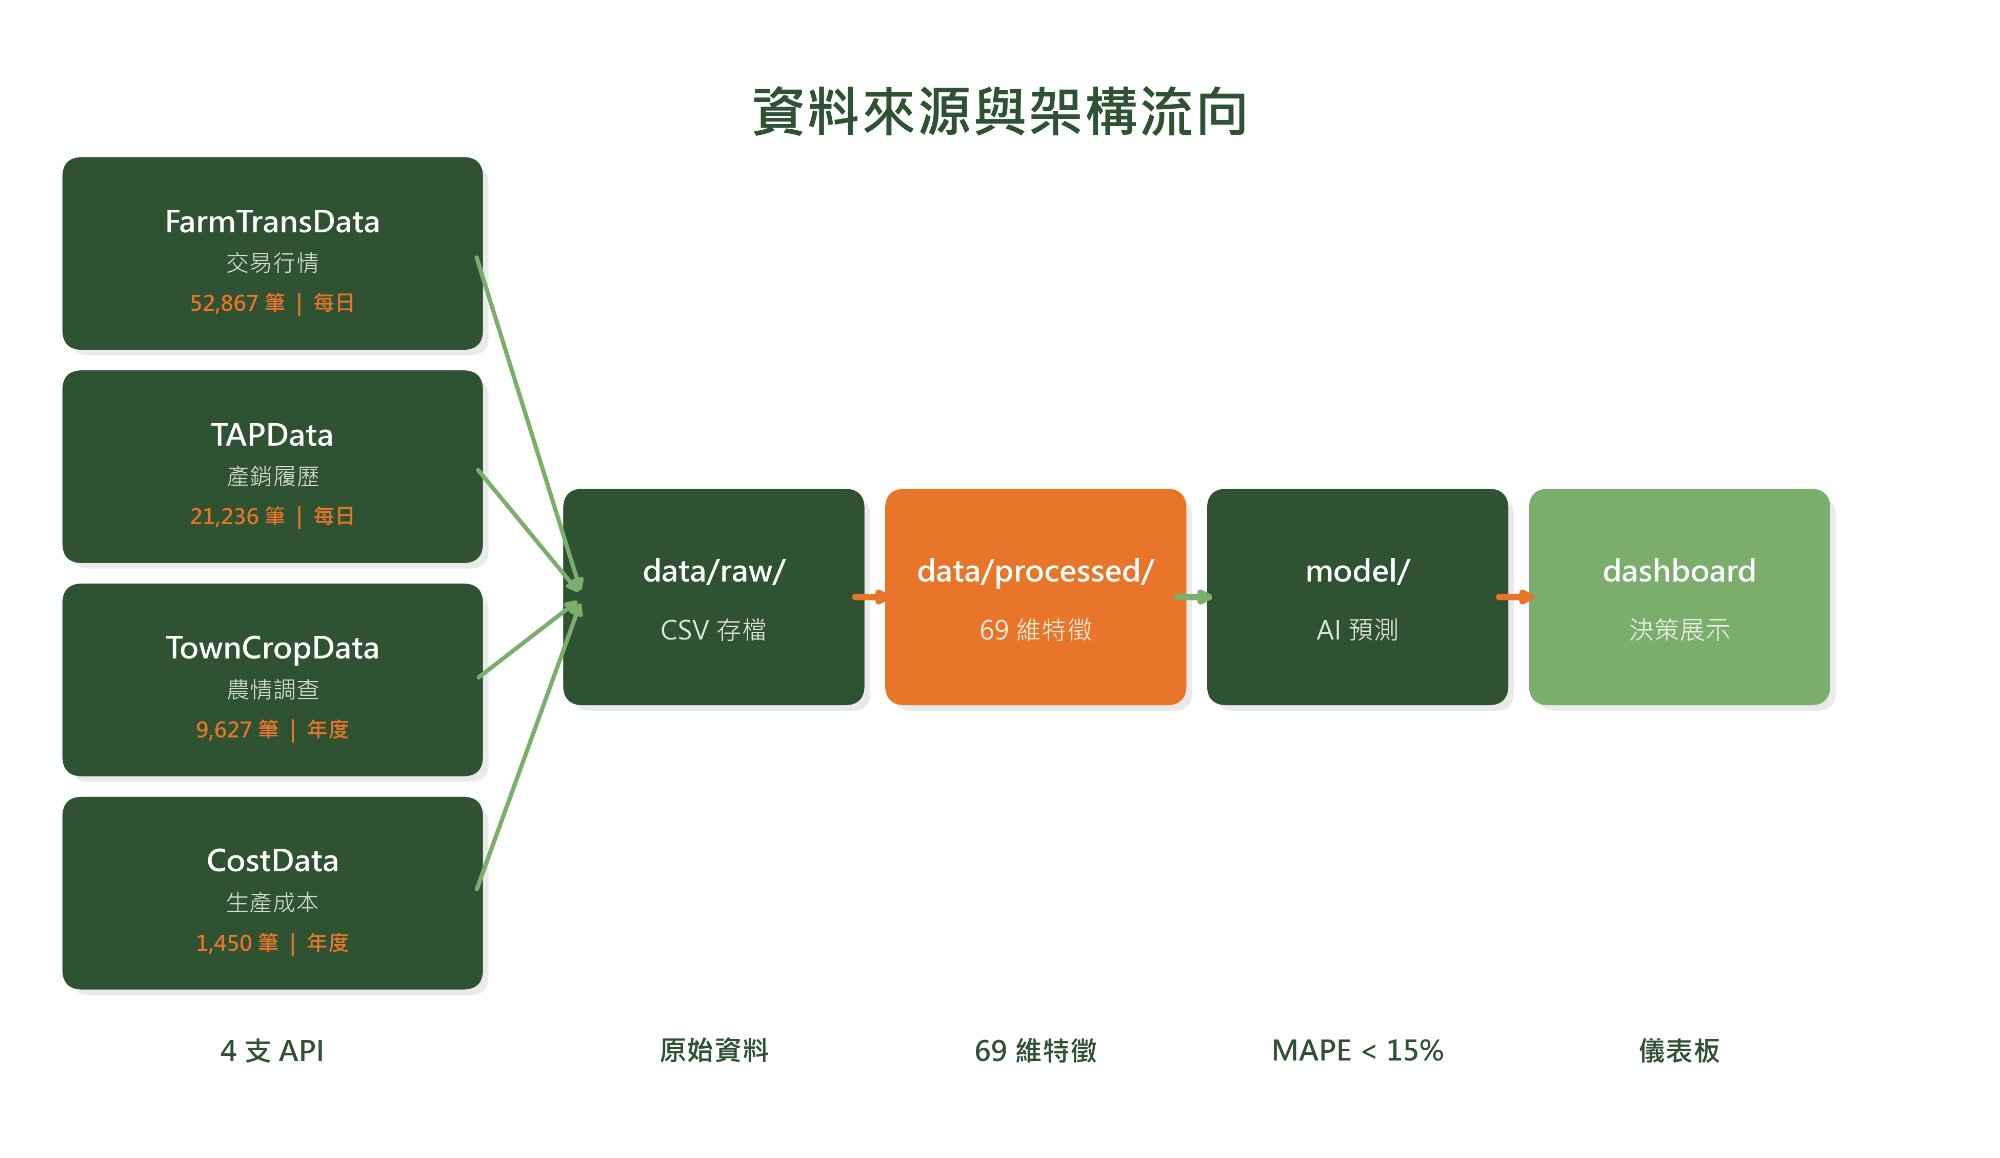 資料來源與架構流向
FarmTransData
交易行情
52,867 筆 | 每日
TAPData
產銷履歷
21,236 筆 | 每日
TownCropData
農情調查
9,627 筆 | 年度
CostData
生產成本
1,450 筆 | 年度
data/raw/
CSV 存檔
data/processed/
69 維特徵
model/
AI 預測
dashboard
決策展示
4 支 API
原始資料
69 維特徵
MAPE < 15%
儀表板